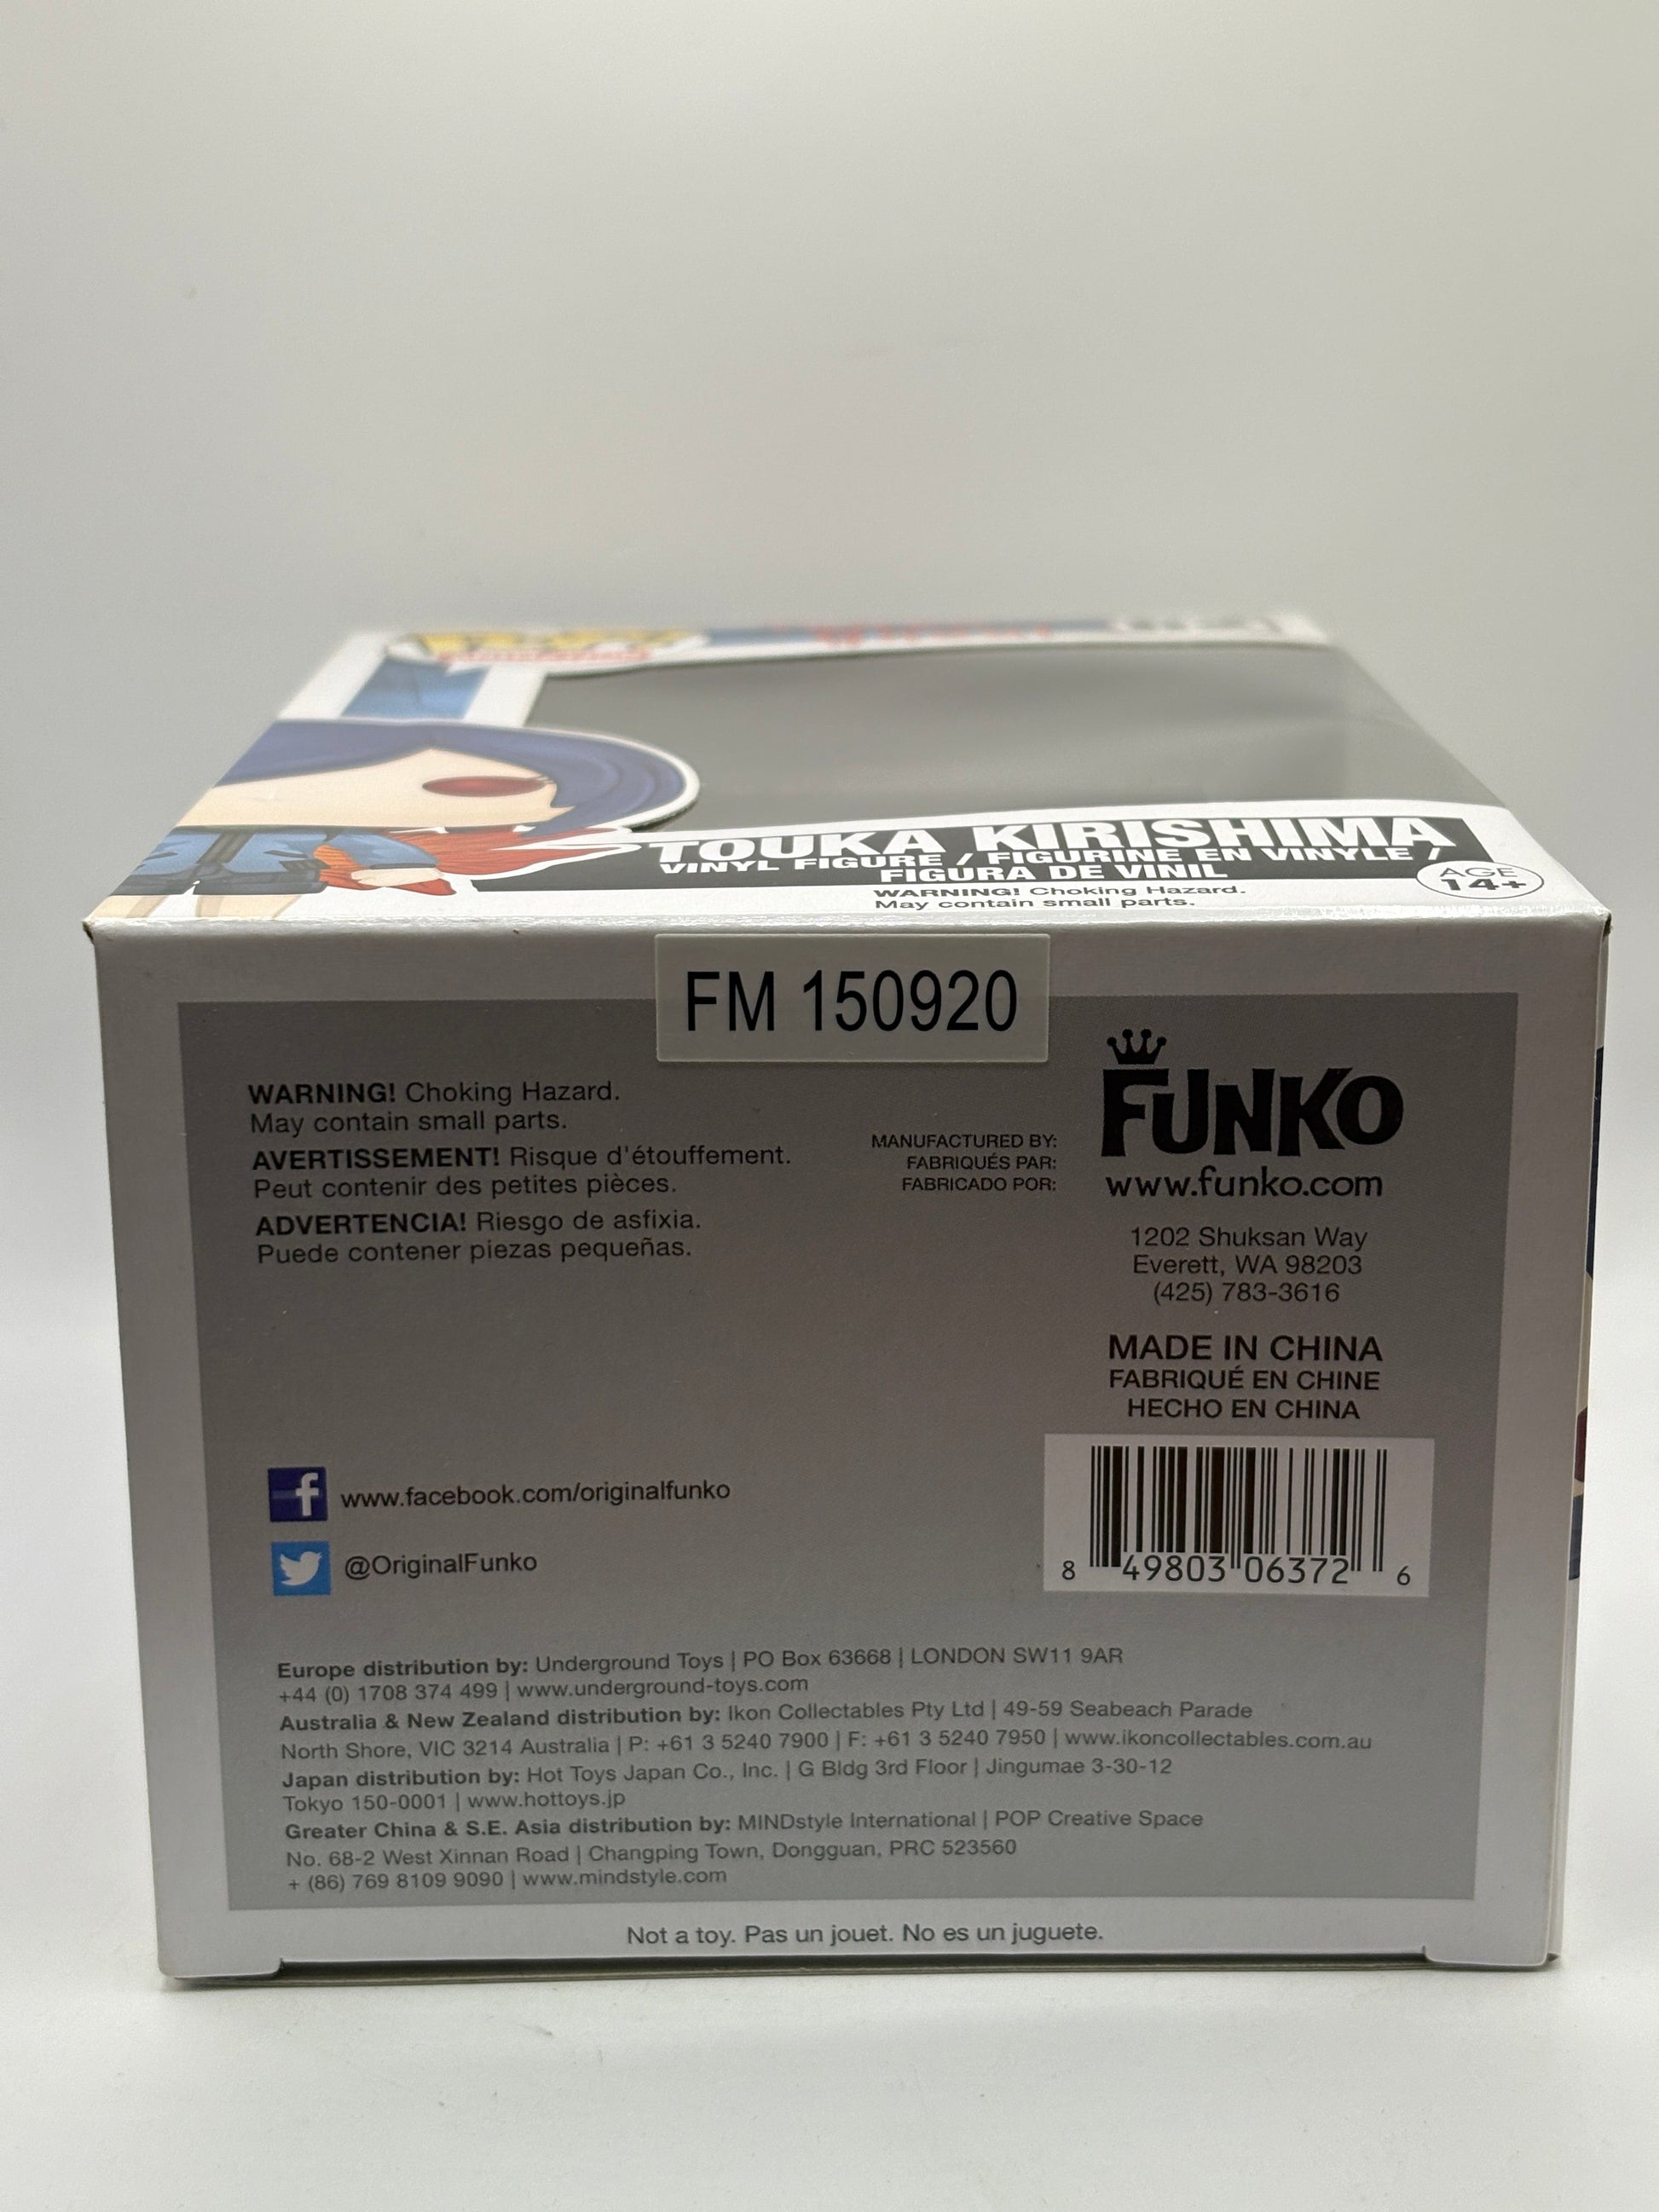 TOUKA KIRISHIMA
VINYL FIGURE / FIGURINE EN VINYLE /
FIGURA DE VINIL
WARNING! Choking Hazard.
May contain small parts.
AGE
14+
FM 150920
WARNING! Choking Hazard.
May contain small parts.
AVERTISSEMENT! Risque d'étouffement.
Peut contenir des petites pièces.
ADVERTENCIA! Riesgo de asfixia.
Puede contener piezas pequeñas.
MANUFACTURED BY:
FABRIQUÉS PAR:
FABRICADO POR:
FUNKO
www.funko.com
1202 Shuksan Way
Everett, WA 98203
(425) 783-3616
MADE IN CHINA
FABRIQUÉ EN CHINE
HECHO EN CHINA
8 49803 06372 6
f www.facebook.com/originalfunko
@OriginalFunko
Europe distribution by: Underground Toys | PO Box 63668 | LONDON SW11 9AR
+44 (0) 1708 374 499 | www.underground-toys.com
Australia & New Zealand distribution by: Ikon Collectables Pty Ltd | 49-59 Seabeach Parade
North Shore, VIC 3214 Australia | P: +61 3 5240 7900 | F: +61 3 5240 7950 | www.ikoncollectables.com.au
Japan distribution by: Hot Toys Japan Co., Inc. | G Bldg 3rd Floor | Jingumae 3-30-12
Tokyo 150-0001 | www.hottoys.jp
Greater China & S.E. Asia distribution by: MINDstyle International | POP Creative Space
No. 68-2 West Xinnan Road | Changping Town, Dongguan, PRC 523560
+ (86) 769 8109 9090 | www.mindstyle.com
Not a toy. Pas un jouet. No es un juguete.